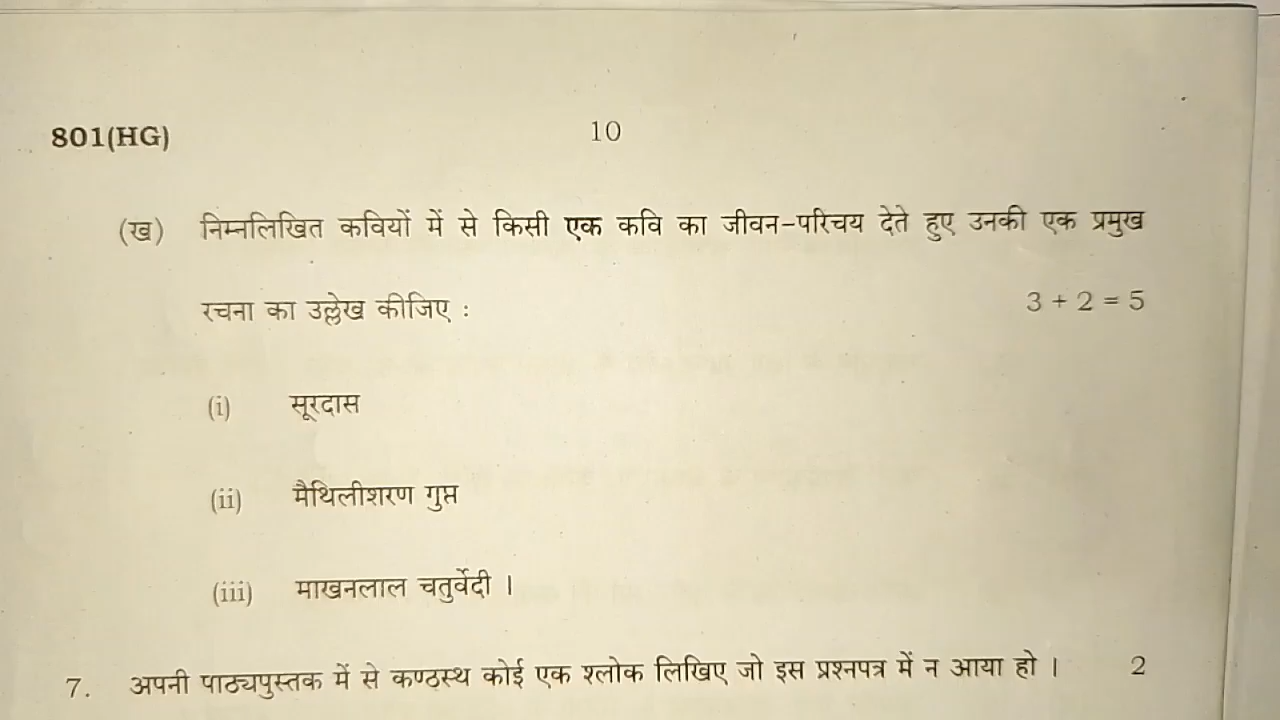 801(HG)
10
(ख) निम्नलिखित कवियों में से किसी एक कवि का जीवन-परिचय देते हुए उनकी एक प्रमुख
रचना का उल्लेख कीजिए : 3 + 2 = 5
(i) सूरदास
(ii) मैथिलीशरण गुप्त
(iii) माखनलाल चतुर्वेदी ।
7. अपनी पाठ्यपुस्तक में से कण्ठस्थ कोई एक श्लोक लिखिए जो इस प्रश्नपत्र में न आया हो । 2